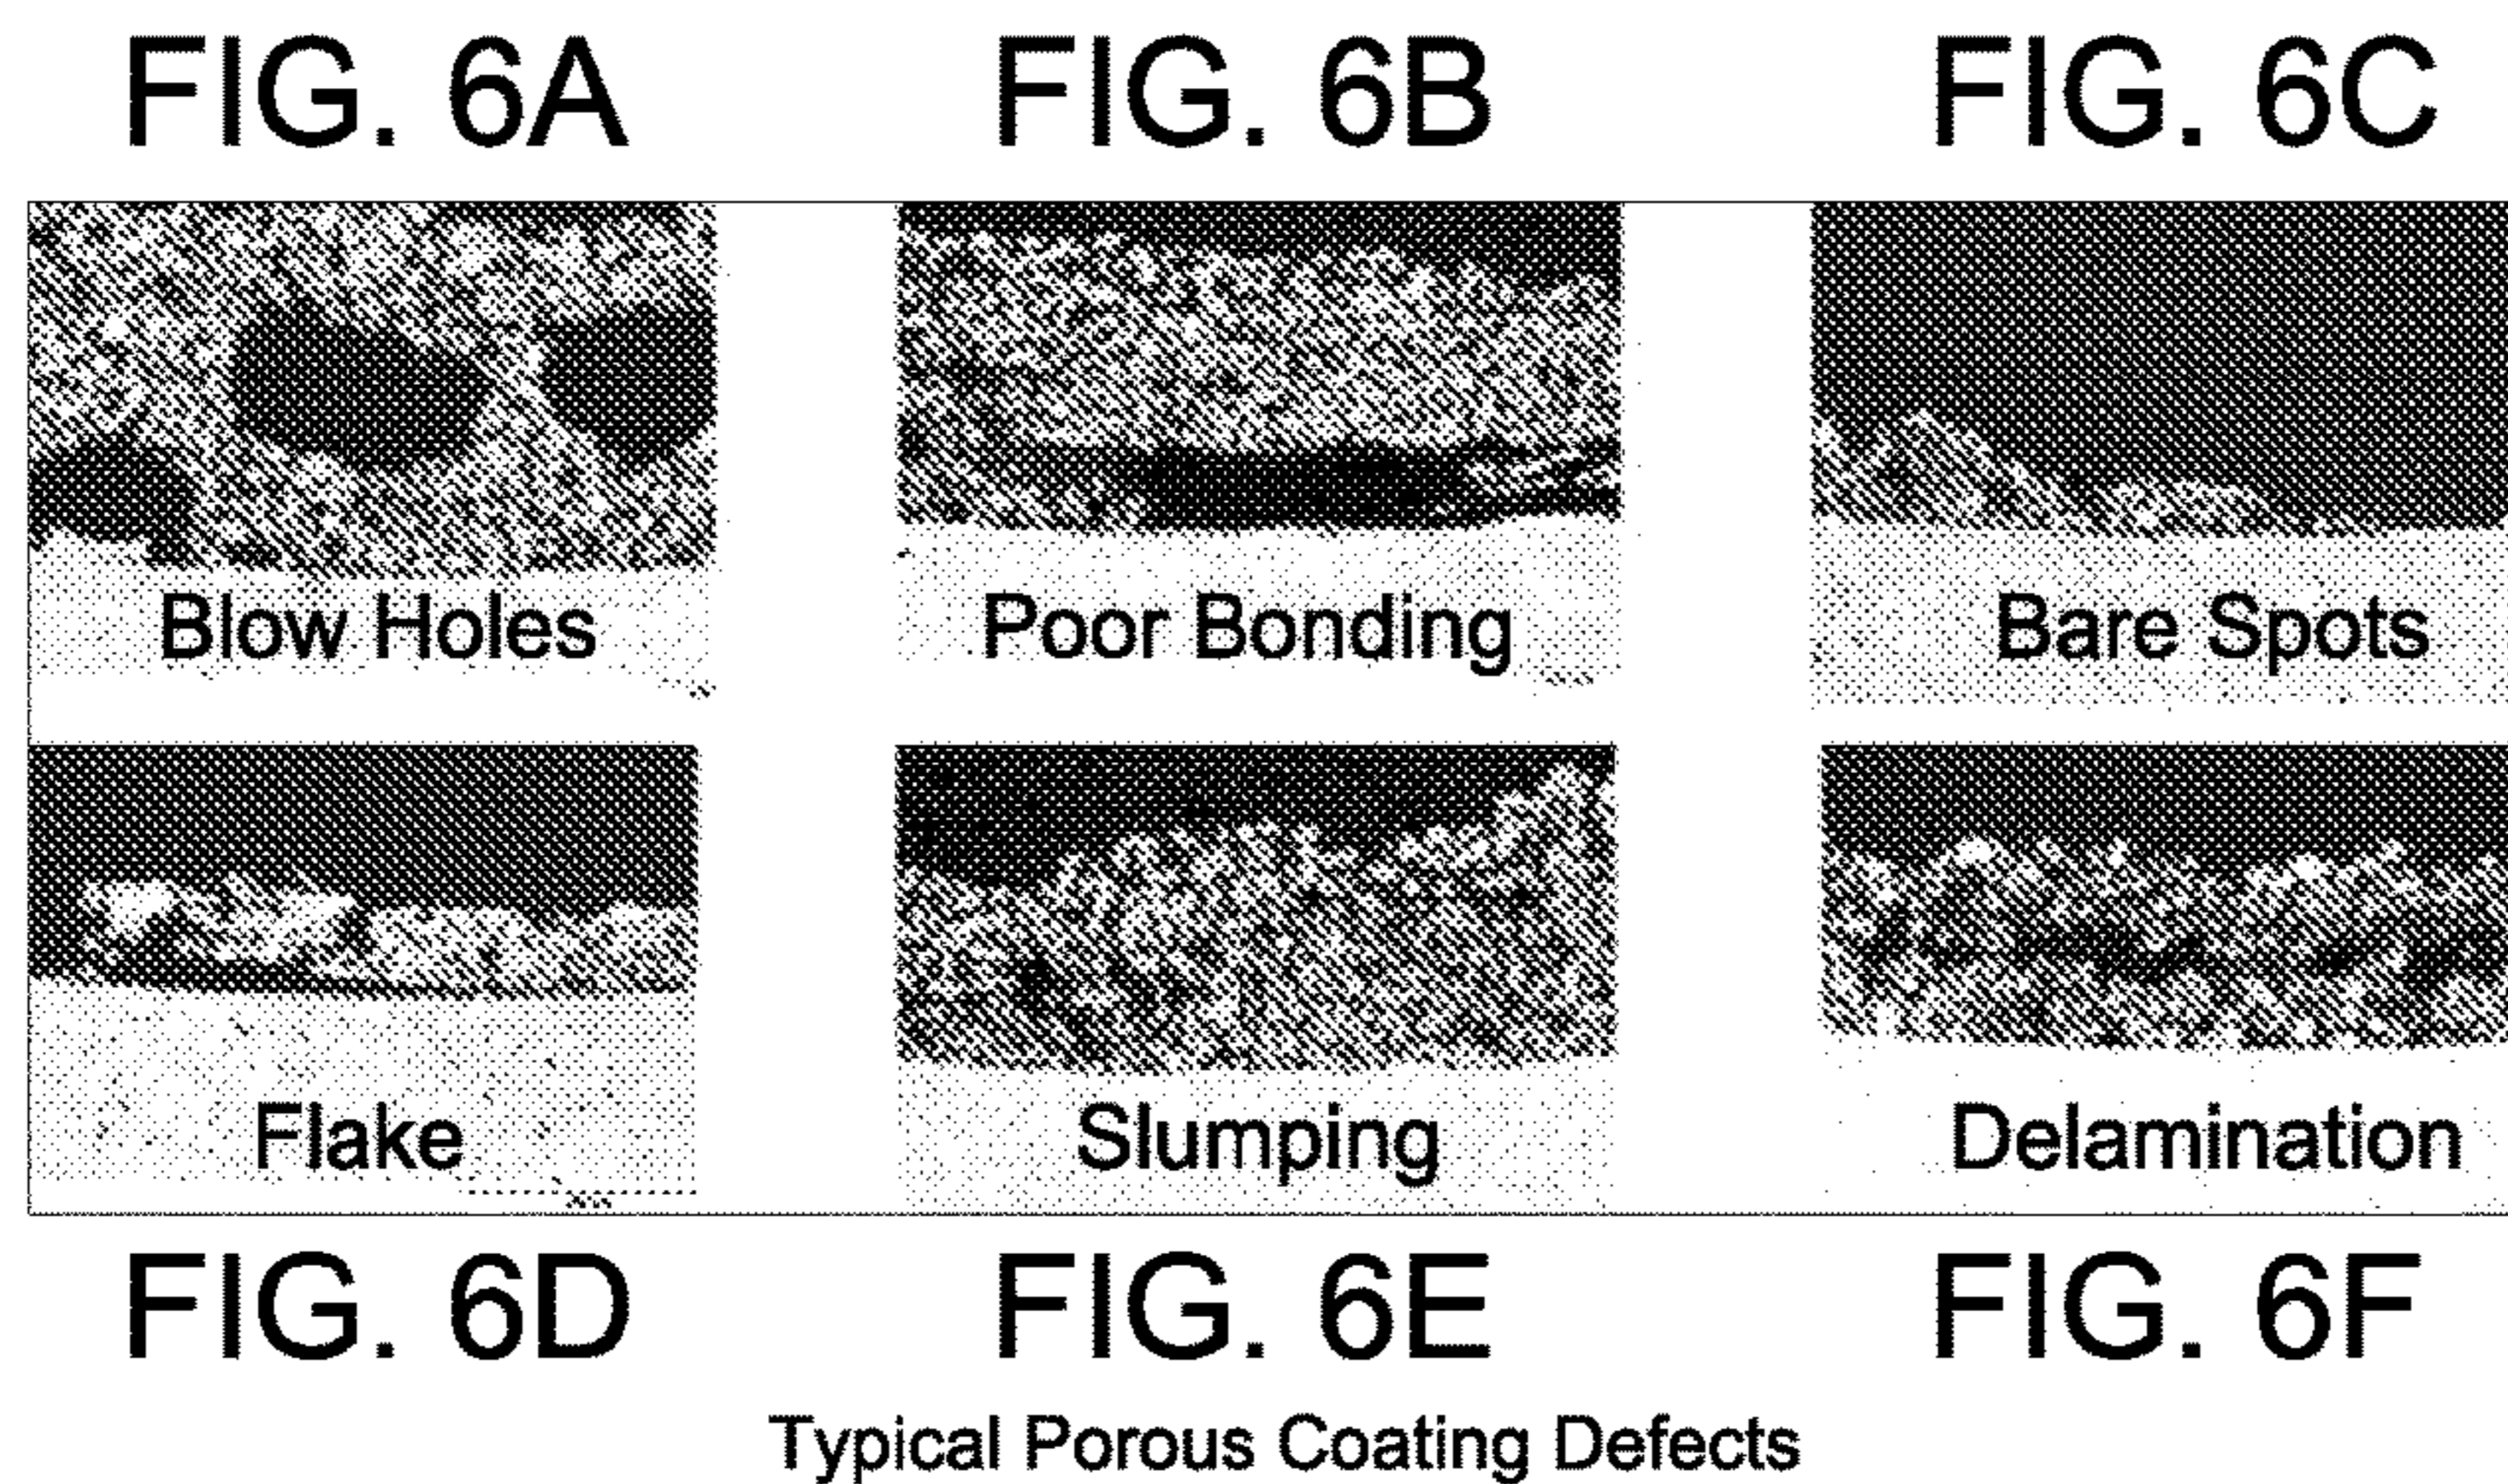 FIG. 6A FIG. 6B FIG. 6C
Blow Holes Poor Bonding Bare Spots
Flake Slumping Delamination
FIG. 6D FIG. 6E FIG. 6F
Typical Porous Coating Defects